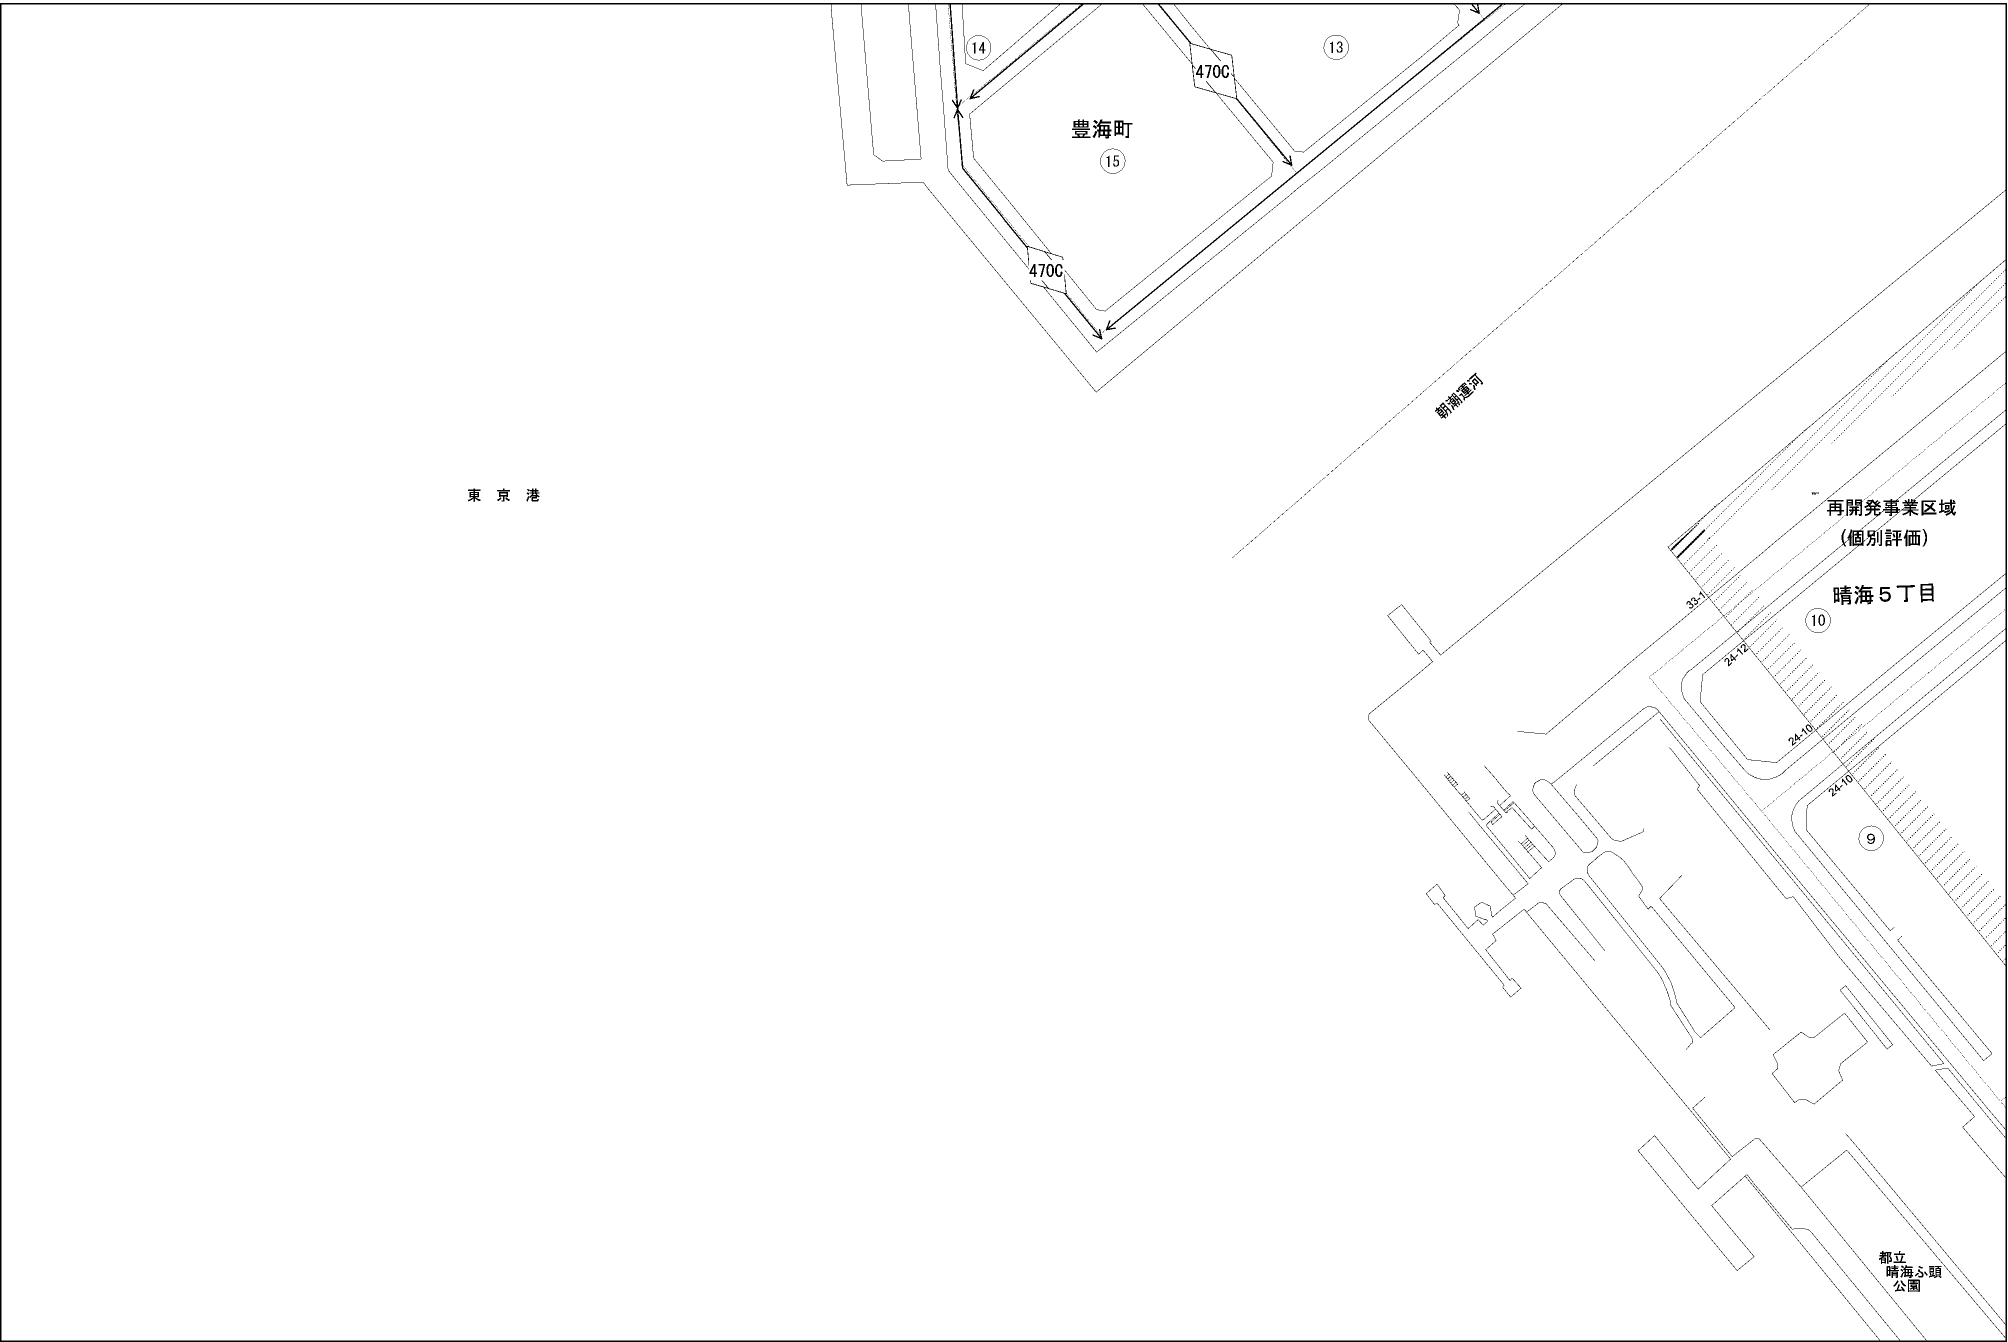 14
13
470C
豊海町
15
470C
朝潮運河
東 京 港
再開発事業区域
(個別評価)
晴海５丁目
10
33-1
24-12
24-10
24-10
9
都立
晴海ふ頭
公園